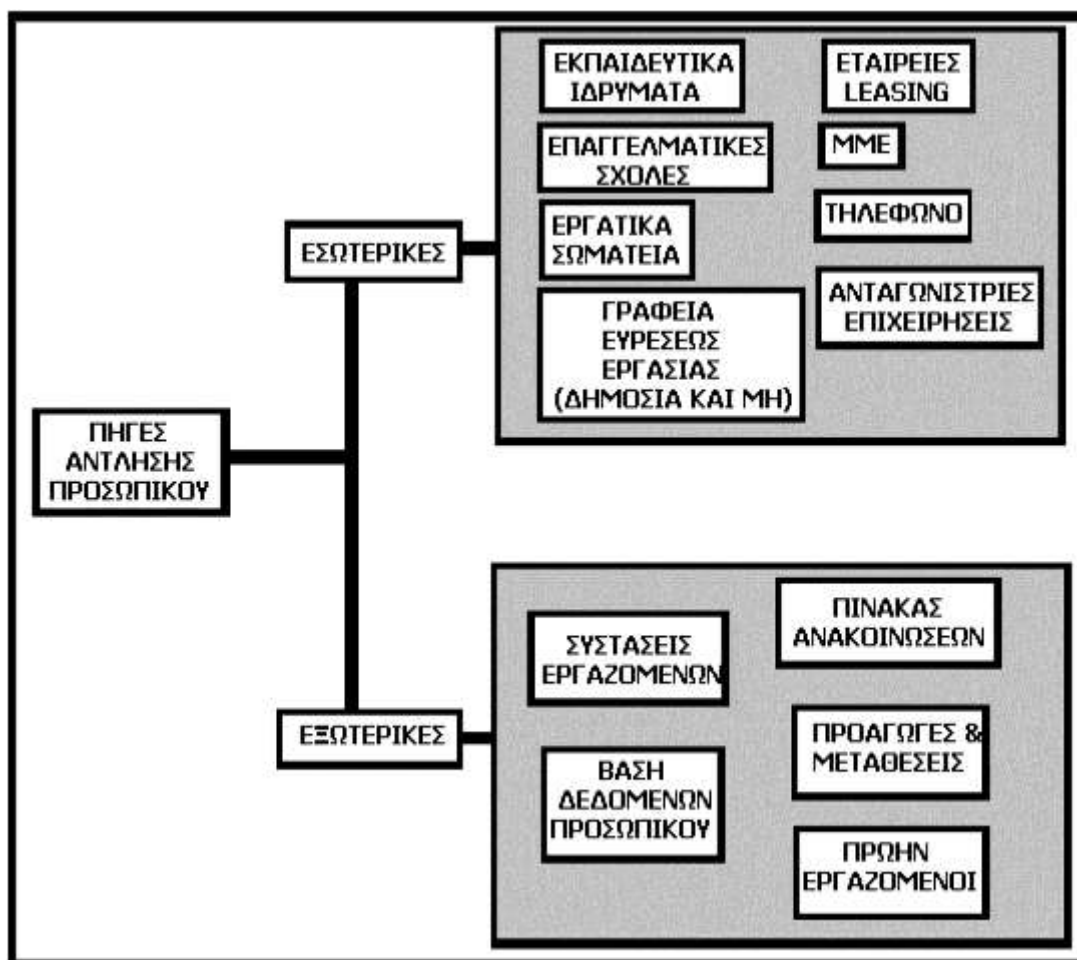 ΠΗΓΕΣ
ΑΝΤΛΗΣΗΣ
ΠΡΟΣΩΠΙΚΟΥ
ΕΣΩΤΕΡΙΚΕΣ
ΕΚΠΑΙΔΕΥΤΙΚΑ
ΙΔΡΥΜΑΤΑ
ΕΠΑΓΓΕΛΜΑΤΙΚΕΣ
ΣΧΟΛΕΣ
ΕΡΓΑΤΙΚΑ
ΣΩΜΑΤΕΙΑ
ΓΡΑΦΕΙΑ
ΕΥΡΕΣΕΩΣ
ΕΡΓΑΣΙΑΣ
(ΔΗΜΟΣΙΑ ΚΑΙ ΜΗ)
ΕΤΑΙΡΕΙΕΣ
LEASING
ΜΜΕ
ΤΗΛΕΦΩΝΟ
ΑΝΤΑΓΩΝΙΣΤΡΙΕΣ
ΕΠΙΧΕΙΡΗΣΕΙΣ
ΕΞΩΤΕΡΙΚΕΣ
ΣΥΣΤΑΣΕΙΣ
ΕΡΓΑΖΟΜΕΝΩΝ
ΒΑΣΗ
ΔΕΔΟΜΕΝΩΝ
ΠΡΟΣΩΠΙΚΟΥ
ΠΙΝΑΚΑΣ
ΑΝΑΚΟΙΝΩΣΕΩΝ
ΠΡΟΑΓΩΓΕΣ &
ΜΕΤΑΘΕΣΕΙΣ
ΠΡΩΗΝ
ΕΡΓΑΖΟΜΕΝΟΙ